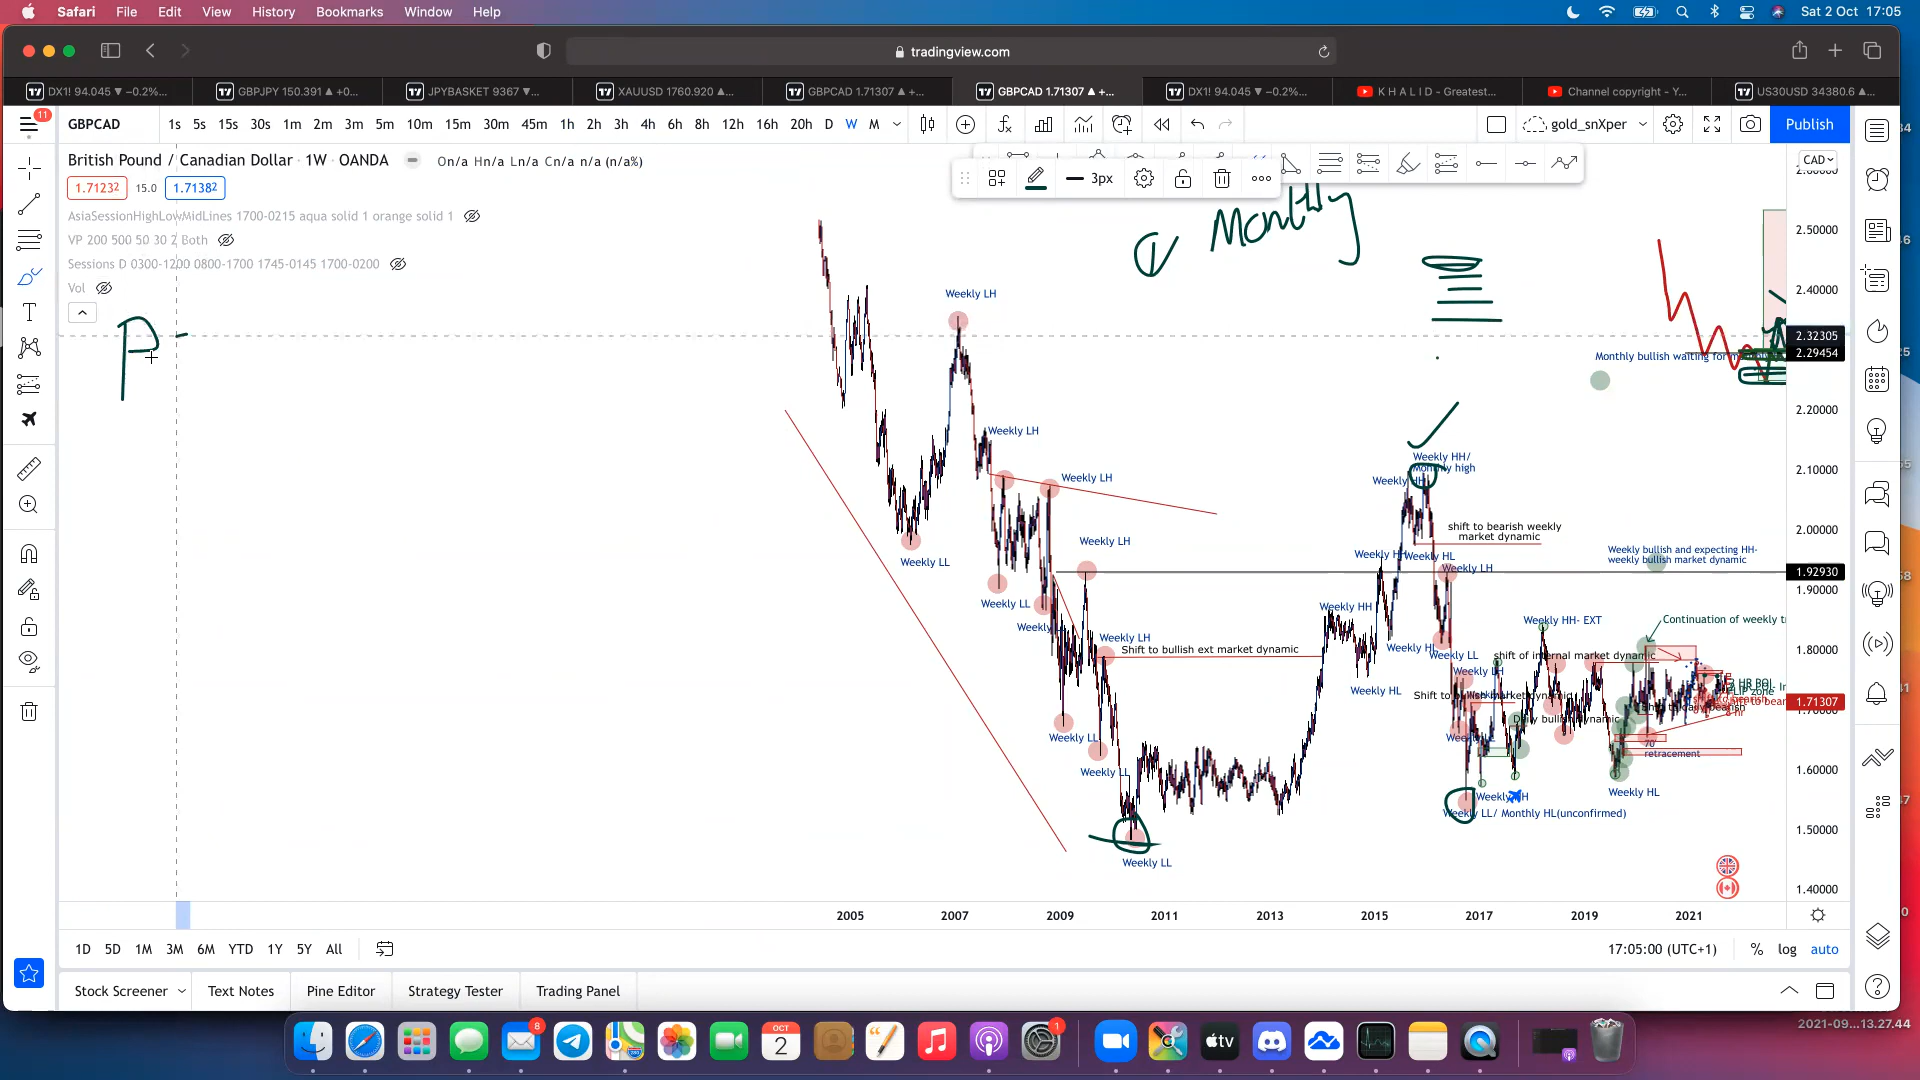 Safari File Edit View History Bookmarks Window Help Sat 2 Oct 17:05
tradingview.com
DX1! 94.045 ▼ −0.2%...
GBPJPY 150.391 ▲ +0...
JPYBASKET 9367 ▼...
XAUUSD 1760.920 ▲...
GBPCAD 1.71307 ▲ +...
GBPCAD 1.71307 ▲ +...
DX1! 94.045 ▼ −0.2%...
K H A L I D - Greatest...
Channel copyright - Y...
US30USD 34380.6 ▲...
11
GBPCAD 1s 5s 15s 30s 1m 2m 3m 5m 10m 15m 30m 45m 1h 2h 3h 4h 6h 8h 12h 16h 20h D W M
gold_snXper
Publish
British Pound / Canadian Dollar · 1W · OANDA
On/a Hn/a Ln/a Cn/a n/a (n/a%)
1.71232 15.0 1.71382
AsiaSessionHighLowMidLines 1700-0215 aqua solid 1 orange solid 1
VP 200 500 50 30 2 Both
Sessions D 0300-1200 0800-1700 1745-0145 1700-0200
Vol
3px
Monthly
P -
Weekly LH
Weekly LH
Weekly LH
Weekly LH
Weekly LL
Weekly LL
Weekly LH
Shift to bullish ext market dynamic
Weekly LL
Weekly LL
Weekly LL
Weekly HH/
Monthly high
shift to bearish weekly
market dynamic
Weekly HL
Weekly LH
Weekly HH
Weekly HL
Weekly LL
Weekly HL
Weekly LH
Weekly HH- EXT
shift of internal market dynamic
Daily bullish dynamic
Weekly LL/ Monthly HL(unconfirmed)
Weekly HL
70
retracement
Monthly bullish waiting for
Weekly bullish and expecting HH-
weekly bullish market dynamic
Continuation of weekly
CAD
2.50000
2.40000
2.32305
2.29454
2.20000
2.10000
2.00000
1.92930
1.90000
1.80000
1.71307
1.60000
1.50000
1.40000
2005 2007 2009 2011 2013 2015 2017 2019 2021
1D 5D 1M 3M 6M YTD 1Y 5Y All
17:05:00 (UTC+1) % log auto
Stock Screener Text Notes Pine Editor Strategy Tester Trading Panel
8
OCT
2
1
tv
2021-09...13.27.44